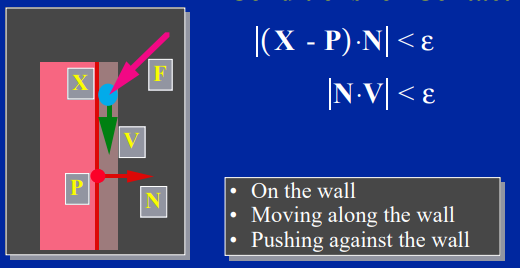 |(X - P)·N| < ε
|N·V| < ε
X
F
V
P
N
• On the wall
• Moving along the wall
• Pushing against the wall